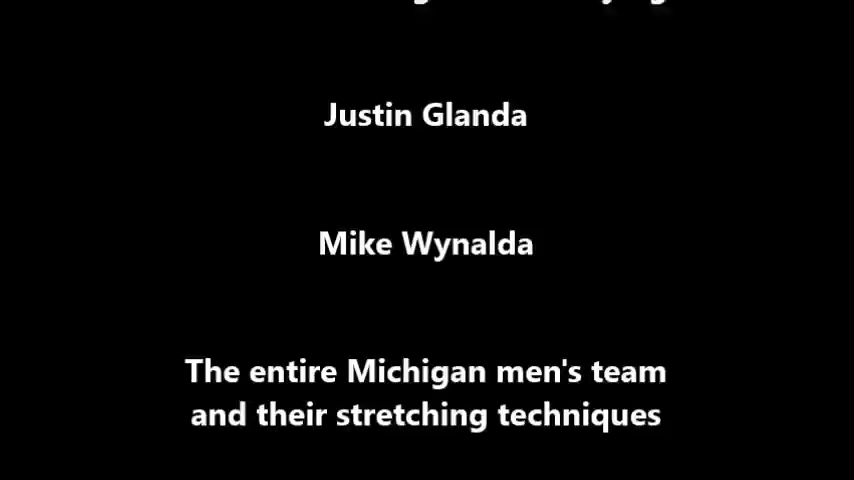 Justin Glanda
Mike Wynalda
The entire Michigan men's team
and their stretching techniques